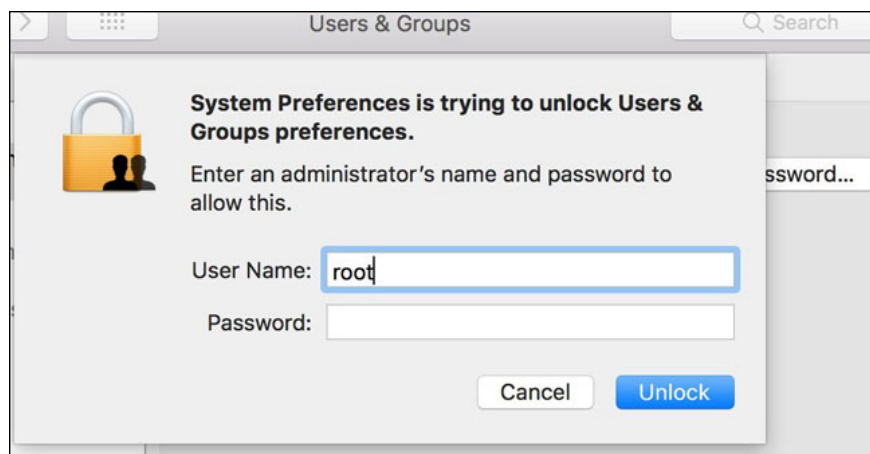 Users & Groups
Search
System Preferences is trying to unlock Users &
Groups preferences.
Enter an administrator's name and password to
allow this.
ssword...
User Name: root
Password:
Cancel
Unlock